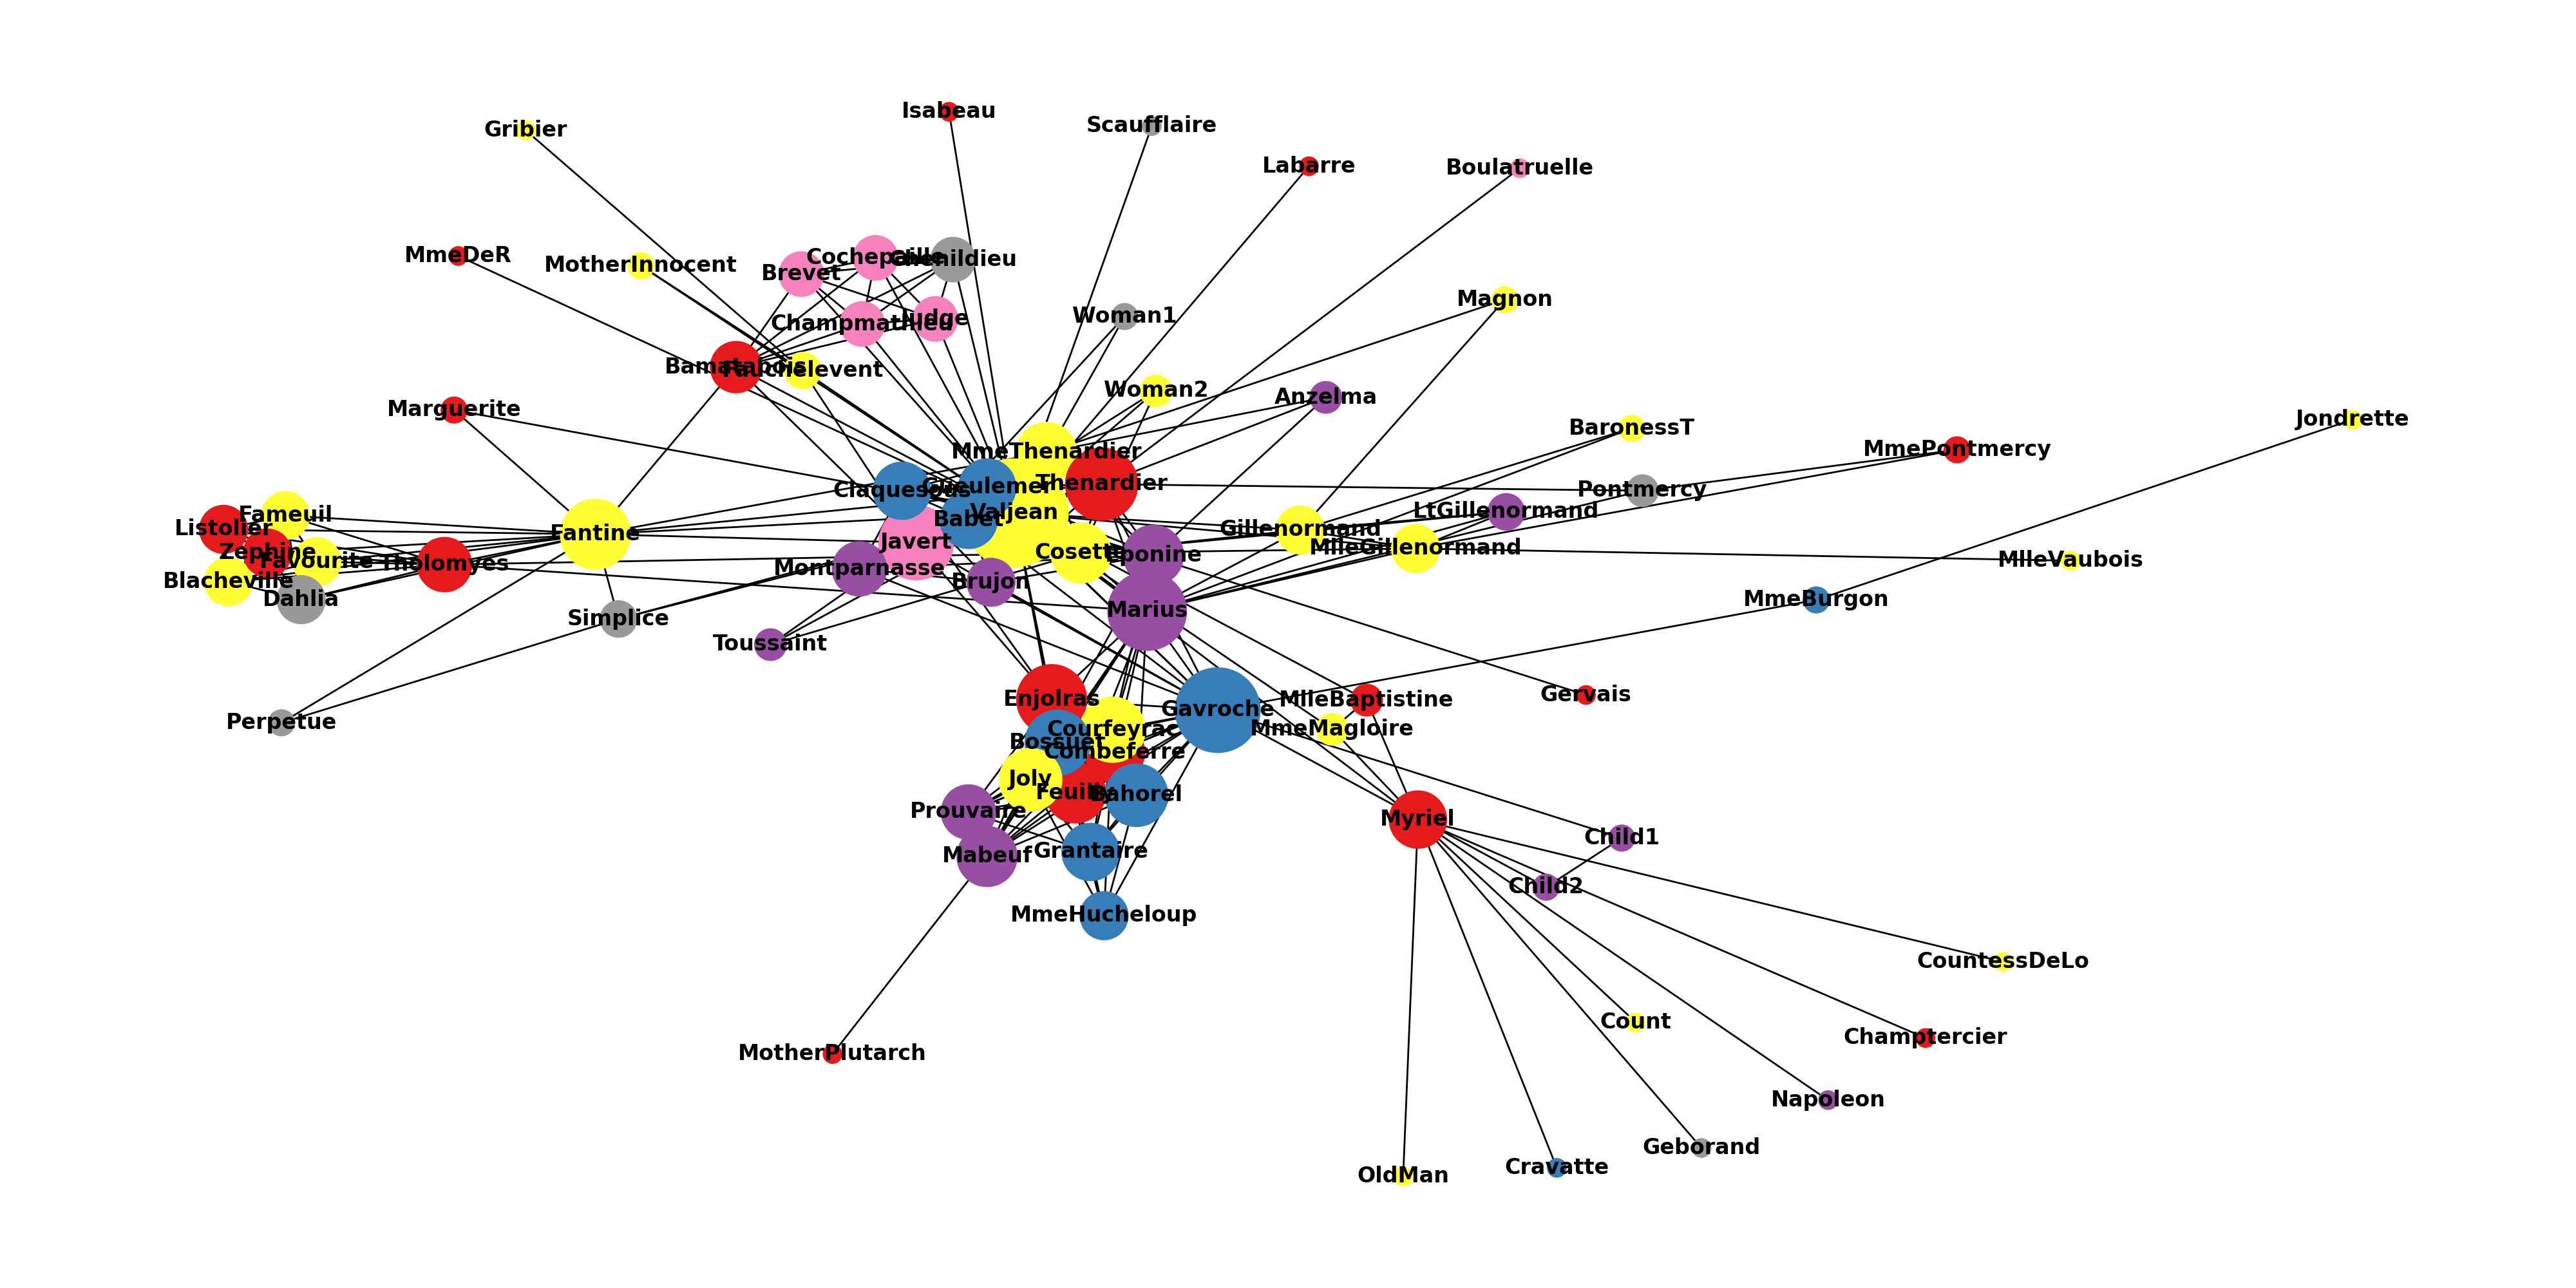 Isabeau
Scaufflaire
Gribier
Labarre
Boulatruelle
MmeDeR
MotherInnocent
Cochepaille
Chenildieu
Brevet
Magnon
Woman1
Judge
Champmathieu
Bamatabois
Fauchelevent
Woman2
Anzelma
Marguerite
Jondrette
BaronessT
MmePontmercy
MmeThenardier
Thenardier
Gueulemer
Claquesous
Pontmercy
Valjean
LtGillenormand
Fameuil
Listolier
Babet
Gillenormand
Fantine
Javert
MlleGillenormand
Zephine
Cosette
Eponine
MlleVaubois
Favourite
Tholomyes
Montparnasse
Blacheville
Brujon
Dahlia
MmeBurgon
Marius
Simplice
Toussaint
Gervais
Enjolras
MlleBaptistine
Gavroche
Perpetue
Courfeyrac
MmeMagloire
Bossuet
Combeferre
Joly
Feuilly
Bahorel
Prouvaire
Myriel
Child1
Grantaire
Mabeuf
Child2
MmeHucheloup
CountessDeLo
Count
Champtercier
MotherPlutarch
Napoleon
Geborand
Cravatte
OldMan